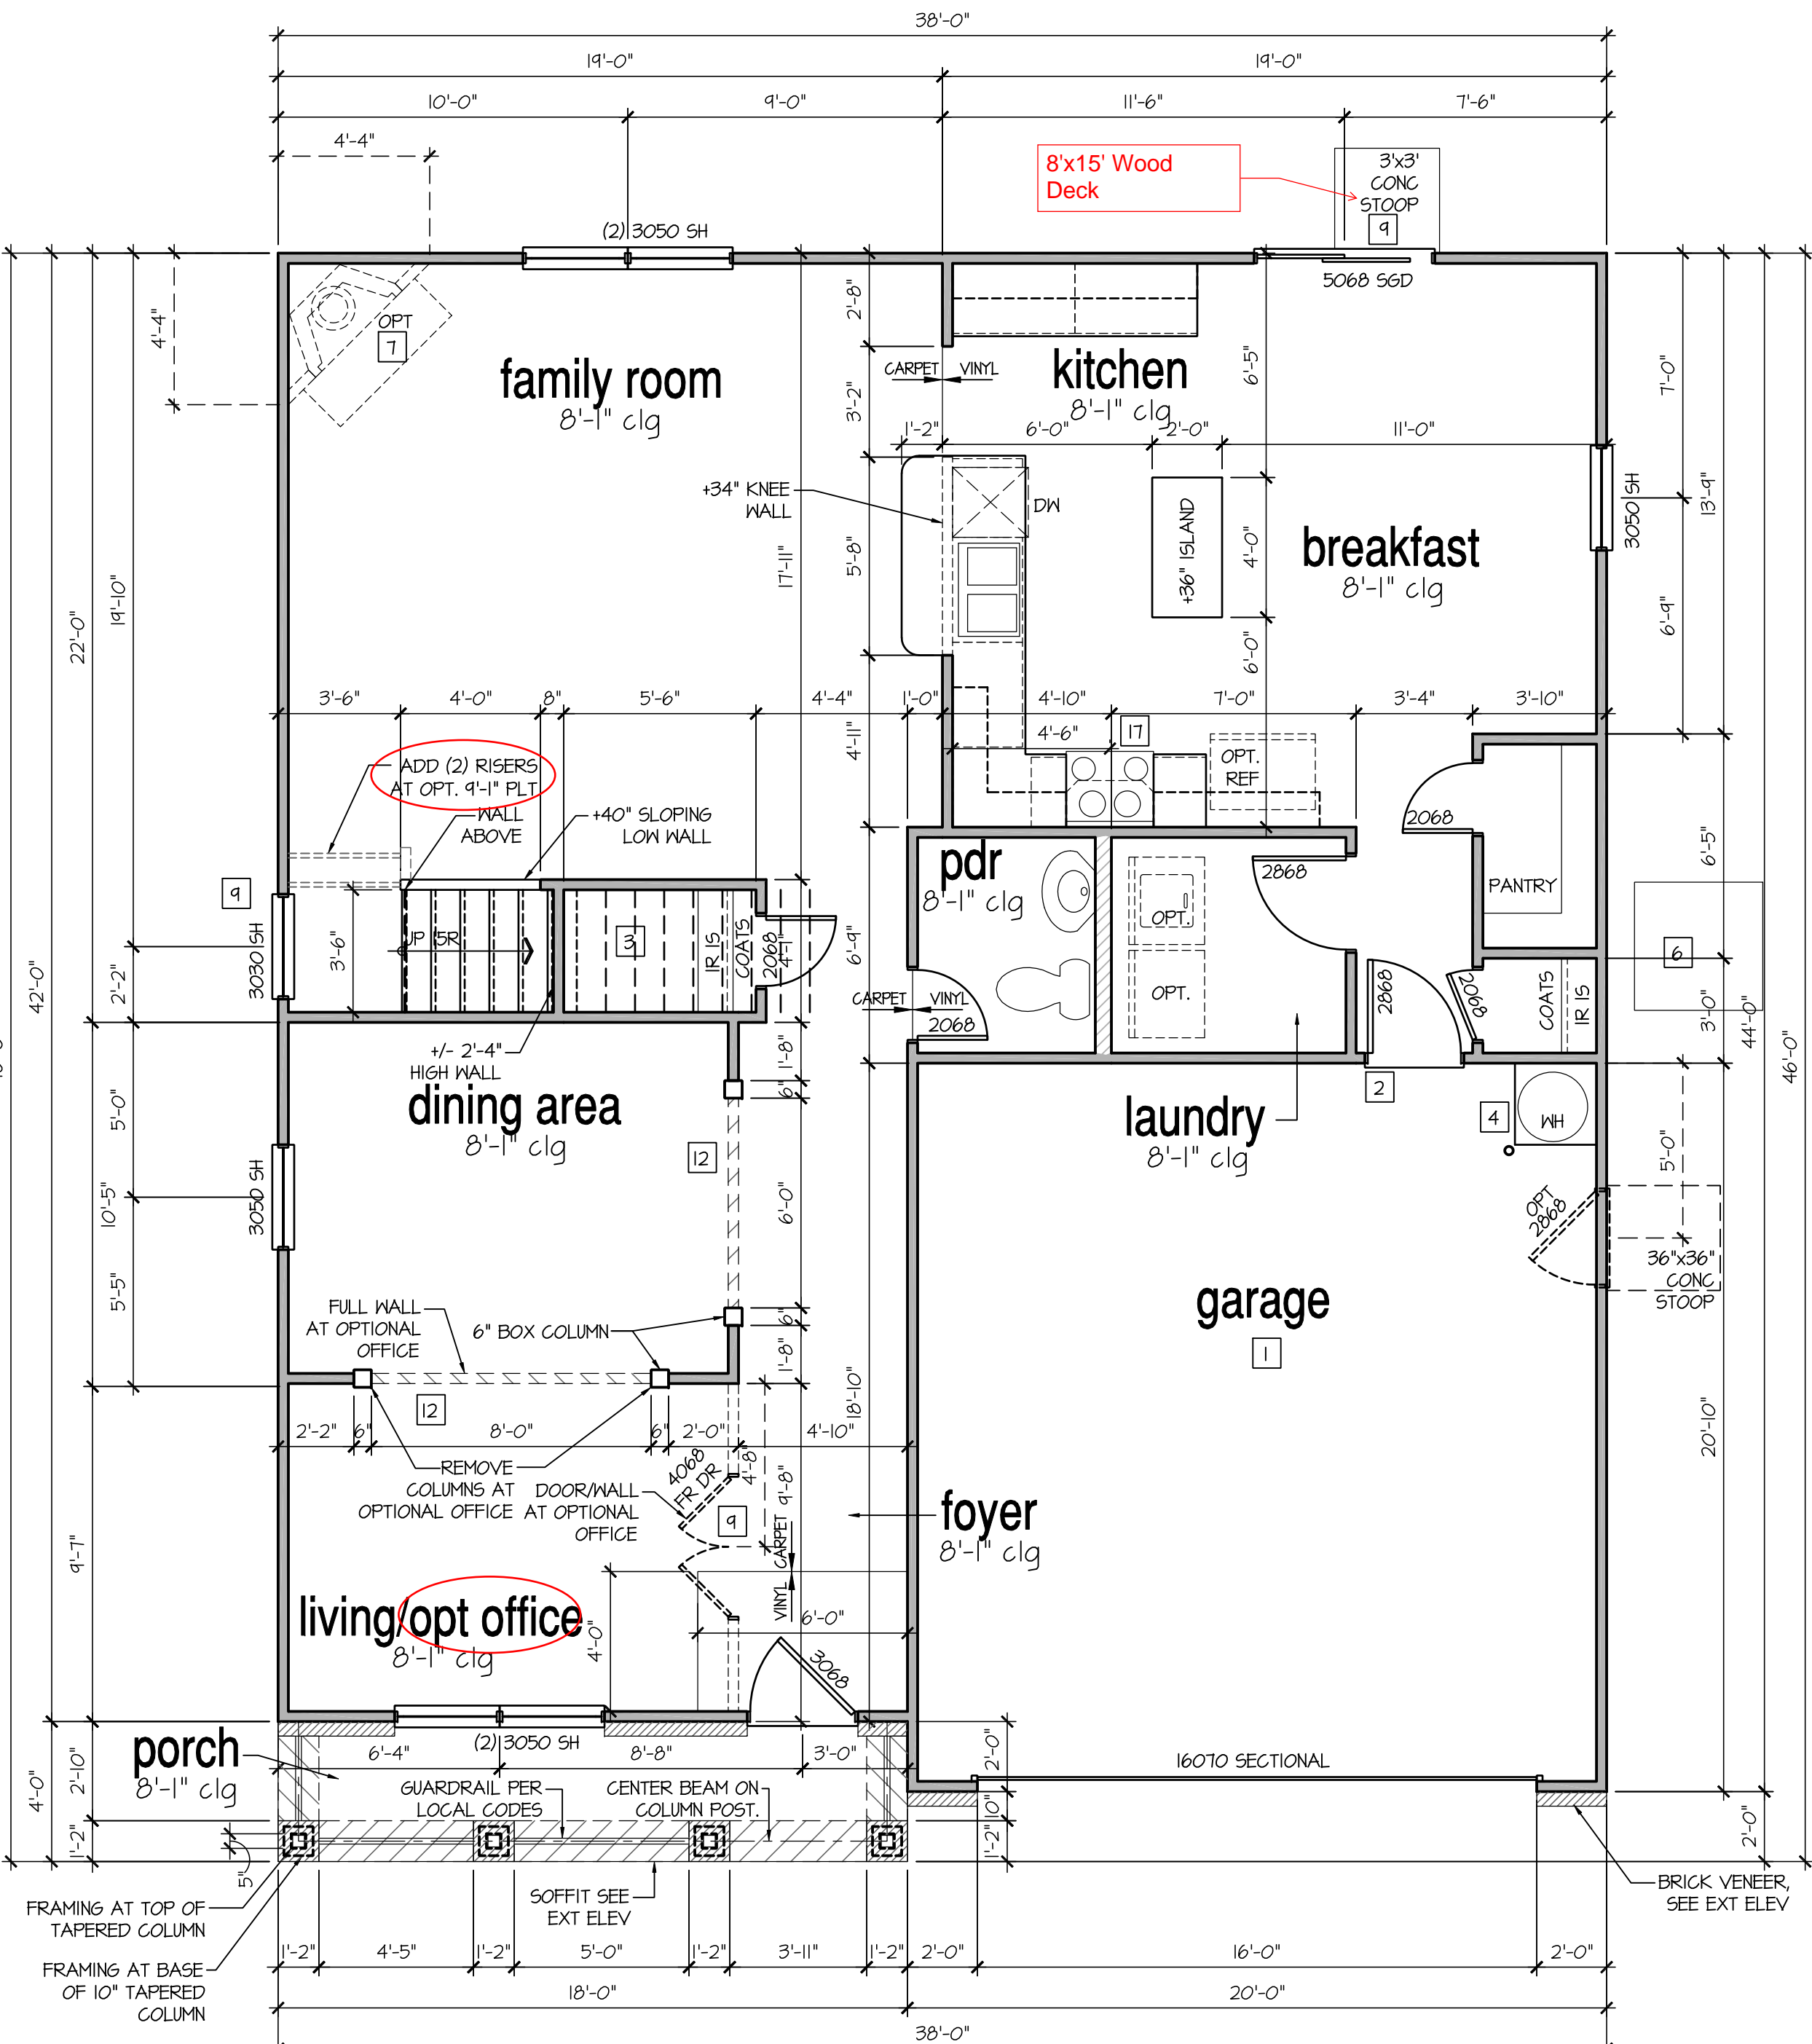 38'-0"
19'-0" 19'-0"
10'-0" 9'-0" 11'-6" 7'-6"
4'-4"
8'x15' Wood
Deck
3'x3'
CONC
STOOP
9
(2) 3050 SH
5068 SGD
4'-4"
OPT
7
family room
8'-1" clg
2'-8"
CARPET VINYL
3'-2"
kitchen
8'-1" clg
6'-5"
7'-0"
1'-2" 6'-0" 2'-0" 11'-0"
+34" KNEE
WALL
DW
+36" ISLAND
4'-0"
breakfast
8'-1" clg
3050 SH
13'-9"
17'-11"
5'-8"
19'-10"
22'-0"
6'-0"
6'-9"
3'-6" 4'-0" 8" 5'-6" 4'-4" 1'-0" 4'-10" 7'-0" 3'-4" 3'-10"
4'-11"
4'-6"
17
OPT.
REF
ADD (2) RISERS
AT OPT. 9'-1" PLT
WALL
ABOVE
+40" SLOPING
LOW WALL
2068
6'-5"
pdr
8'-1" clg
2868
PANTRY
9
3030 SH
3'-6"
UP 15R
3
1R 1S
COATS
2068
4'-1"
6'-9"
OPT.
OPT.
6
2'-2"
42'-0"
CARPET VINYL
2068
2868
2068
COATS
1R 1S
3'-0"
44'-0"
46'-0"
+/- 2'-4"
HIGH WALL
1'-8"
6"
dining area
8'-1" clg
12
5'-0"
10'-5"
3050 SH
6'-0"
laundry
8'-1" clg
2
4
WH
5'-0"
OPT
2868
36"x36"
CONC
STOOP
5'-5"
FULL WALL
AT OPTIONAL
OFFICE
6" BOX COLUMN
6"
1'-8"
garage
1
12
18'-10"
20'-10"
2'-2" 6" 8'-0" 6" 2'-0" 4'-10"
REMOVE
COLUMNS AT
OPTIONAL OFFICE
4068
FR DR
4'-8"
9'-8"
DOOR/WALL
AT OPTIONAL
OFFICE
9
VINYL CARPET
foyer
8'-1" clg
9'-7"
living/opt office
8'-1" clg
4'-0"
6'-0"
3068
porch
8'-1" clg
(2) 3050 SH
6'-4" 8'-8" 3'-0"
2'-0"
16070 SECTIONAL
GUARDRAIL PER
LOCAL CODES
CENTER BEAM ON
COLUMN POST.
4'-0"
2'-10"
1'-2"
5"
10"
1'-2"
2'-0"
FRAMING AT TOP OF
TAPERED COLUMN
SOFFIT SEE
EXT ELEV
BRICK VENEER,
SEE EXT ELEV
FRAMING AT BASE
OF 10" TAPERED
COLUMN
1'-2" 4'-5" 1'-2" 5'-0" 1'-2" 3'-11" 1'-2" 2'-0" 16'-0" 2'-0"
18'-0" 20'-0"
38'-0"